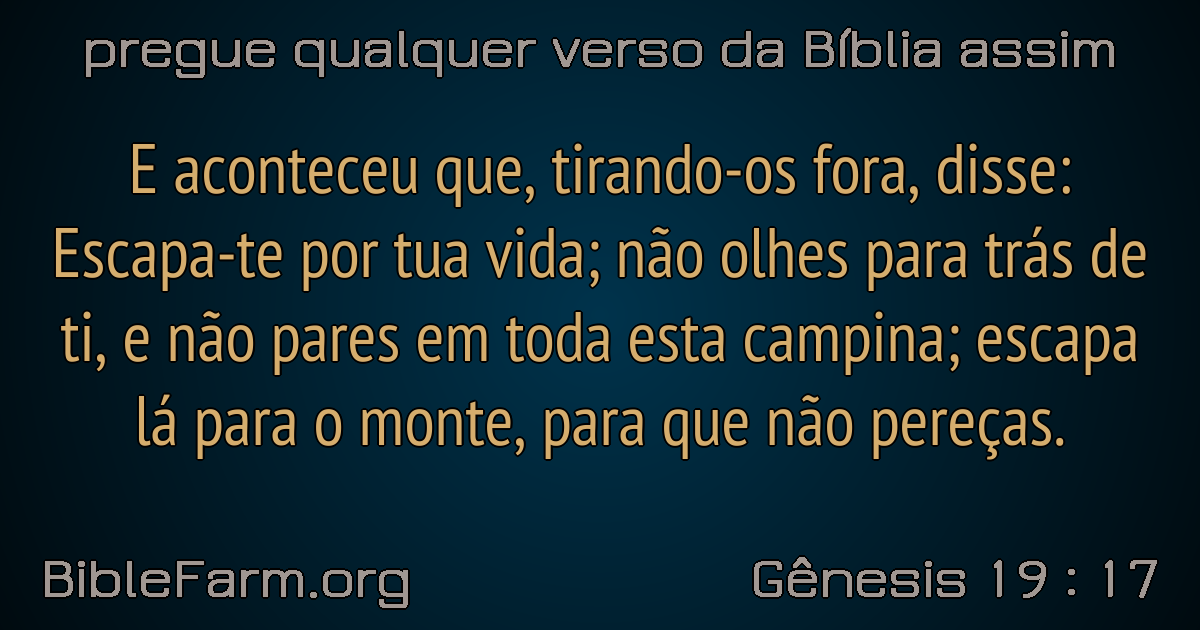 pregue qualquer verso da Bíblia assim
E aconteceu que, tirando-os fora, disse:
Escapa-te por tua vida; não olhes para trás de
ti, e não pares em toda esta campina; escapa
lá para o monte, para que não pereças.
BibleFarm.org
Gênesis 19 : 17